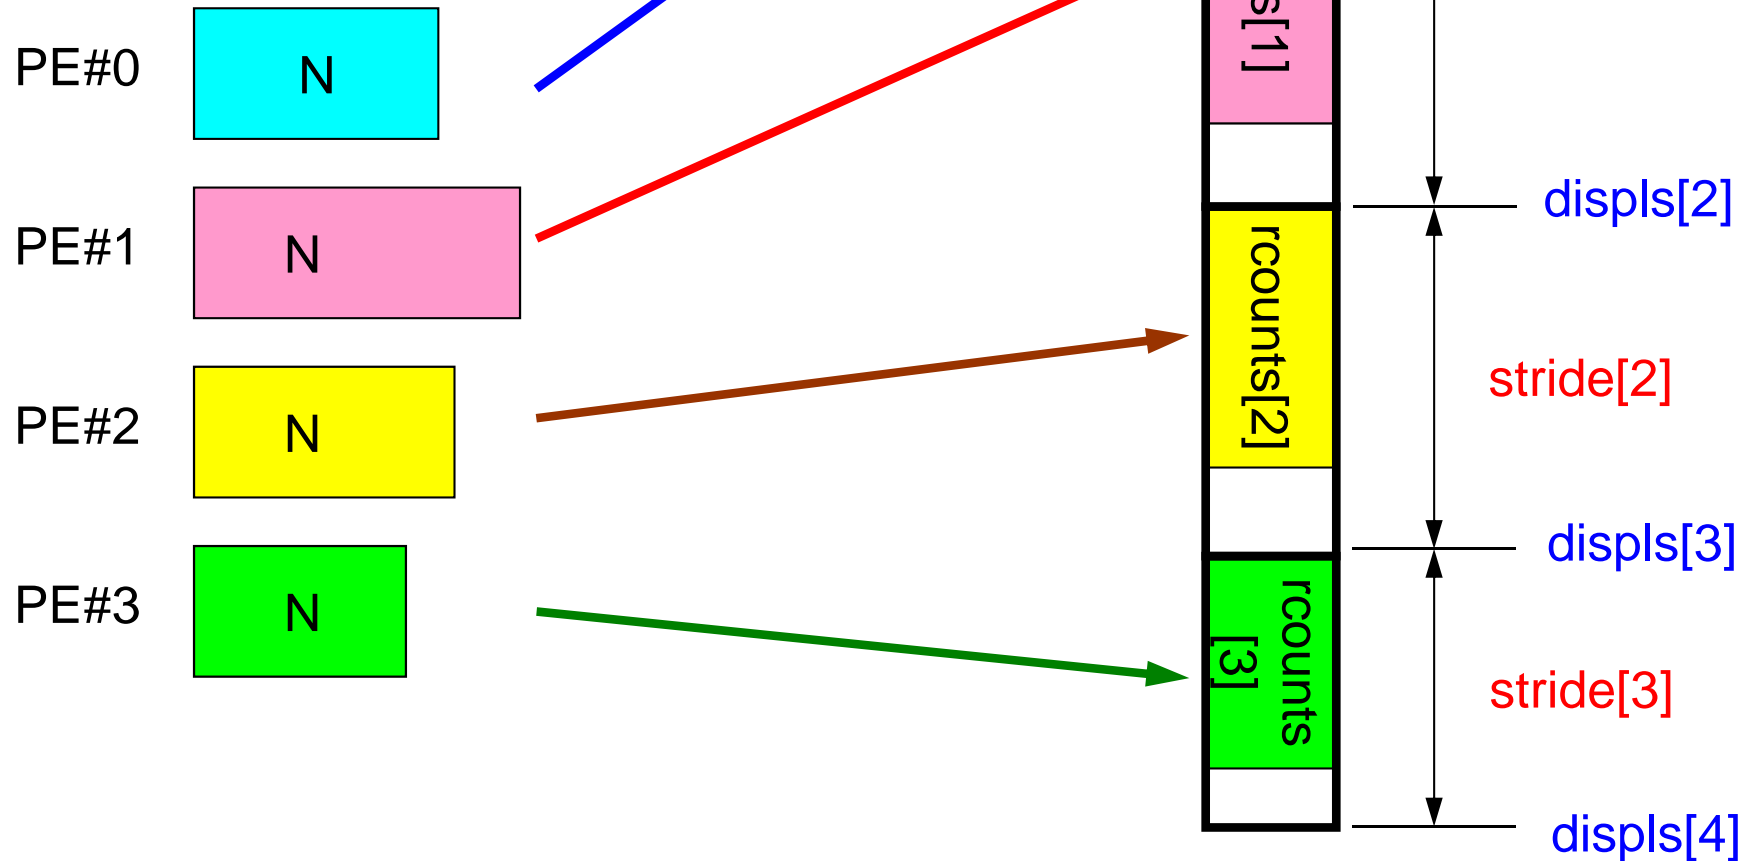 PE#0
N
PE#1
N
PE#2
N
PE#3
N
s[1]
rcounts[2]
rcounts
[3]
displs[2]
stride[2]
displs[3]
stride[3]
displs[4]